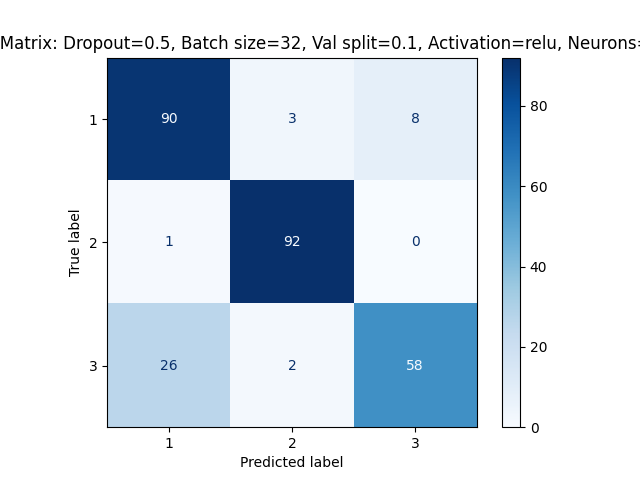 Matrix: Dropout=0.5, Batch size=32, Val split=0.1, Activation=relu, Neurons=
90 3 8
1 92 0
26 2 58
1
2
3
True label
1 2 3
Predicted label
80
60
40
20
0